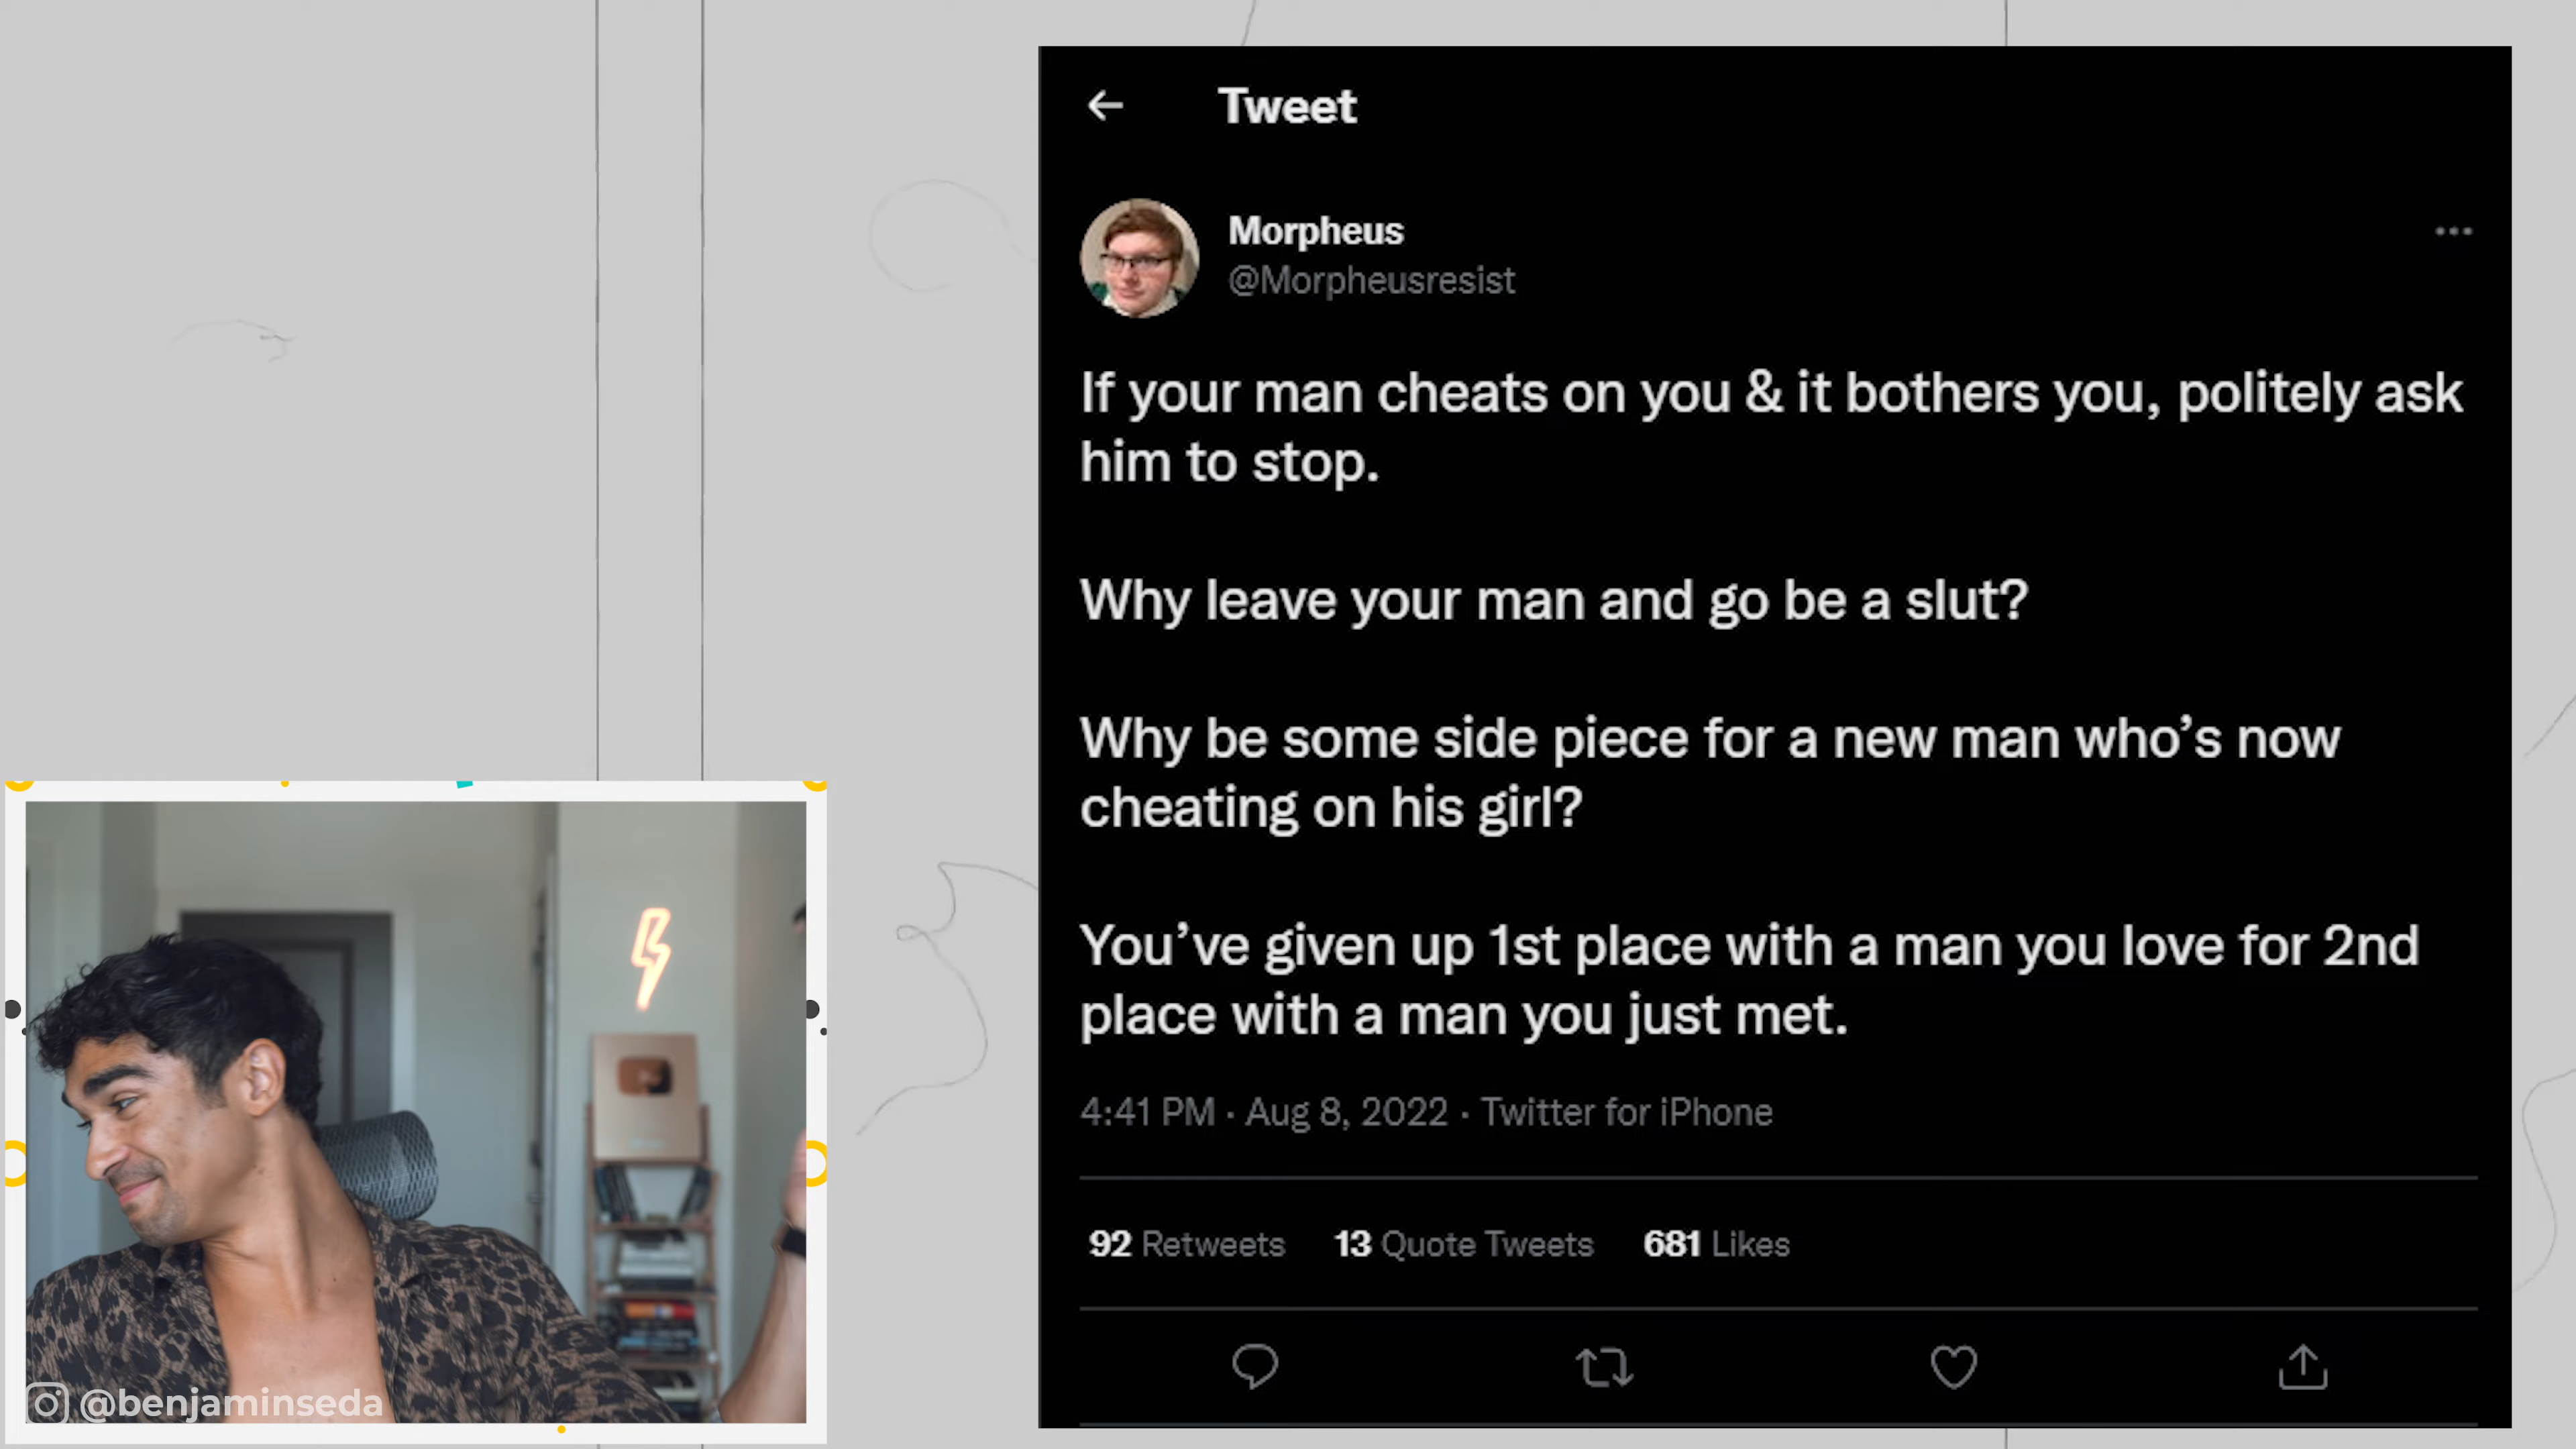 Tweet
Morpheus
@Morpheusresist
If your man cheats on you & it bothers you, politely ask
him to stop.
Why leave your man and go be a slut?
Why be some side piece for a new man who's now
cheating on his girl?
You've given up 1st place with a man you love for 2nd
place with a man you just met.
4:41 PM · Aug 8, 2022 · Twitter for iPhone
92 Retweets 13 Quote Tweets 681 Likes
@benjaminseda